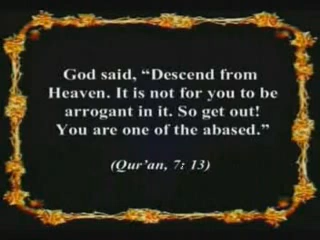 God said, “Descend from
Heaven. It is not for you to be
arrogant in it. So get out!
You are one of the abased.”
(Qur’an, 7: 13)